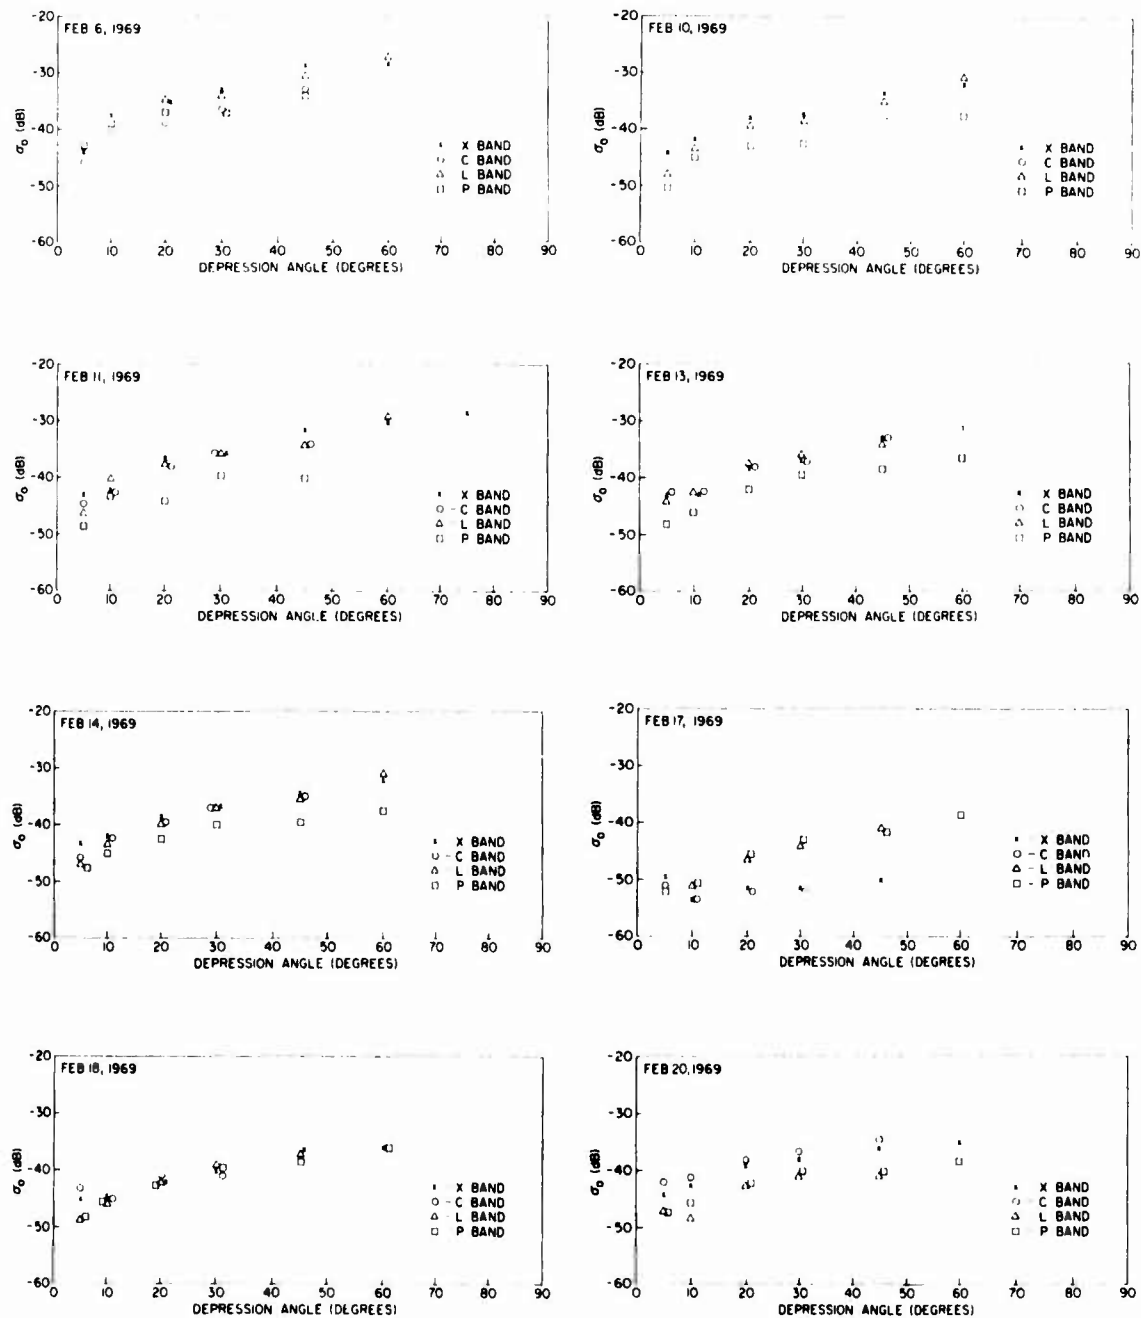 FEB 6, 1969
-20
-30
-40
-50
-60
σ₀ (dB)
X BAND
C BAND
L BAND
P BAND
0 10 20 30 40 50 60 70 80 90
DEPRESSION ANGLE (DEGREES)
FEB 10, 1969
-20
-30
-40
-50
-60
σ₀ (dB)
X BAND
C BAND
L BAND
P BAND
0 10 20 30 40 50 60 70 80 90
DEPRESSION ANGLE (DEGREES)
FEB 11, 1969
-20
-30
-40
-50
-60
σ₀ (dB)
X BAND
C BAND
L BAND
P BAND
0 10 20 30 40 50 60 70 80 90
DEPRESSION ANGLE (DEGREES)
FEB 13, 1969
-20
-30
-40
-50
-60
σ₀ (dB)
X BAND
C BAND
L BAND
P BAND
0 10 20 30 40 50 60 70 80 90
DEPRESSION ANGLE (DEGREES)
FEB 14, 1969
-20
-30
-40
-50
-60
σ₀ (dB)
X BAND
C BAND
L BAND
P BAND
0 10 20 30 40 50 60 70 80 90
DEPRESSION ANGLE (DEGREES)
FEB 17, 1969
-20
-30
-40
-50
-60
σ₀ (dB)
X BAND
C BAND
L BAND
P BAND
0 10 20 30 40 50 60 70 80 90
DEPRESSION ANGLE (DEGREES)
FEB 18, 1969
-20
-30
-40
-50
-60
σ₀ (dB)
X BAND
C BAND
L BAND
P BAND
0 10 20 30 40 50 60 70 80 90
DEPRESSION ANGLE (DEGREES)
FEB 20, 1969
-20
-30
-40
-50
-60
σ₀ (dB)
X BAND
C BAND
L BAND
P BAND
0 10 20 30 40 50 60 70 80 90
DEPRESSION ANGLE (DEGREES)